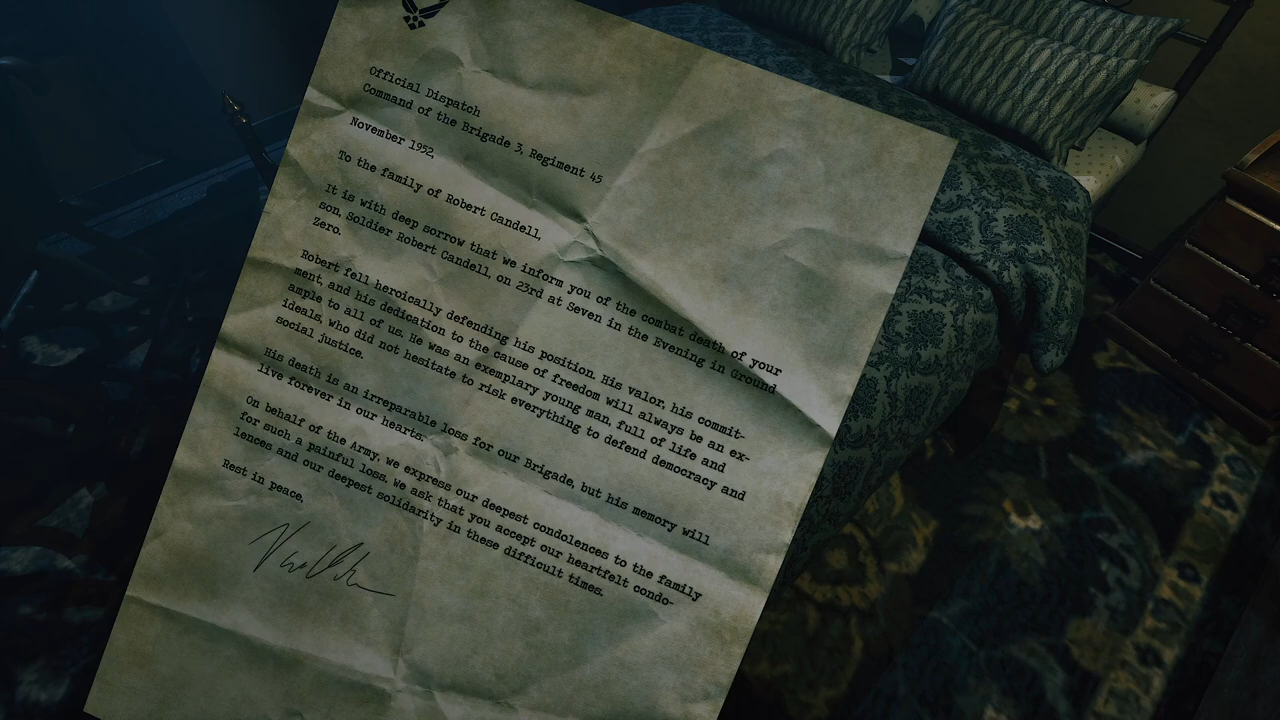 Official Dispatch
Command of the Brigade 3, Regiment 45
November 1952,
To the family of Robert Candell,
It is with deep sorrow that we inform you of the combat death of your
son, Soldier Robert Candell, on 23rd at Seven in the Evening in Ground
Zero.
Robert fell heroically defending his position. His valor, his commit-
ment, and his dedication to the cause of freedom will always be an ex-
ample to all of us. He was an exemplary young man, full of life and
ideals, who did not hesitate to risk everything to defend democracy and
social justice.
His death is an irreparable loss for our Brigade, but his memory will
live forever in our hearts.
On behalf of the Army, we express our deepest condolences to the family
for such a painful loss. We ask that you accept our heartfelt condo-
lences and our deepest solidarity in these difficult times.
Rest in peace,